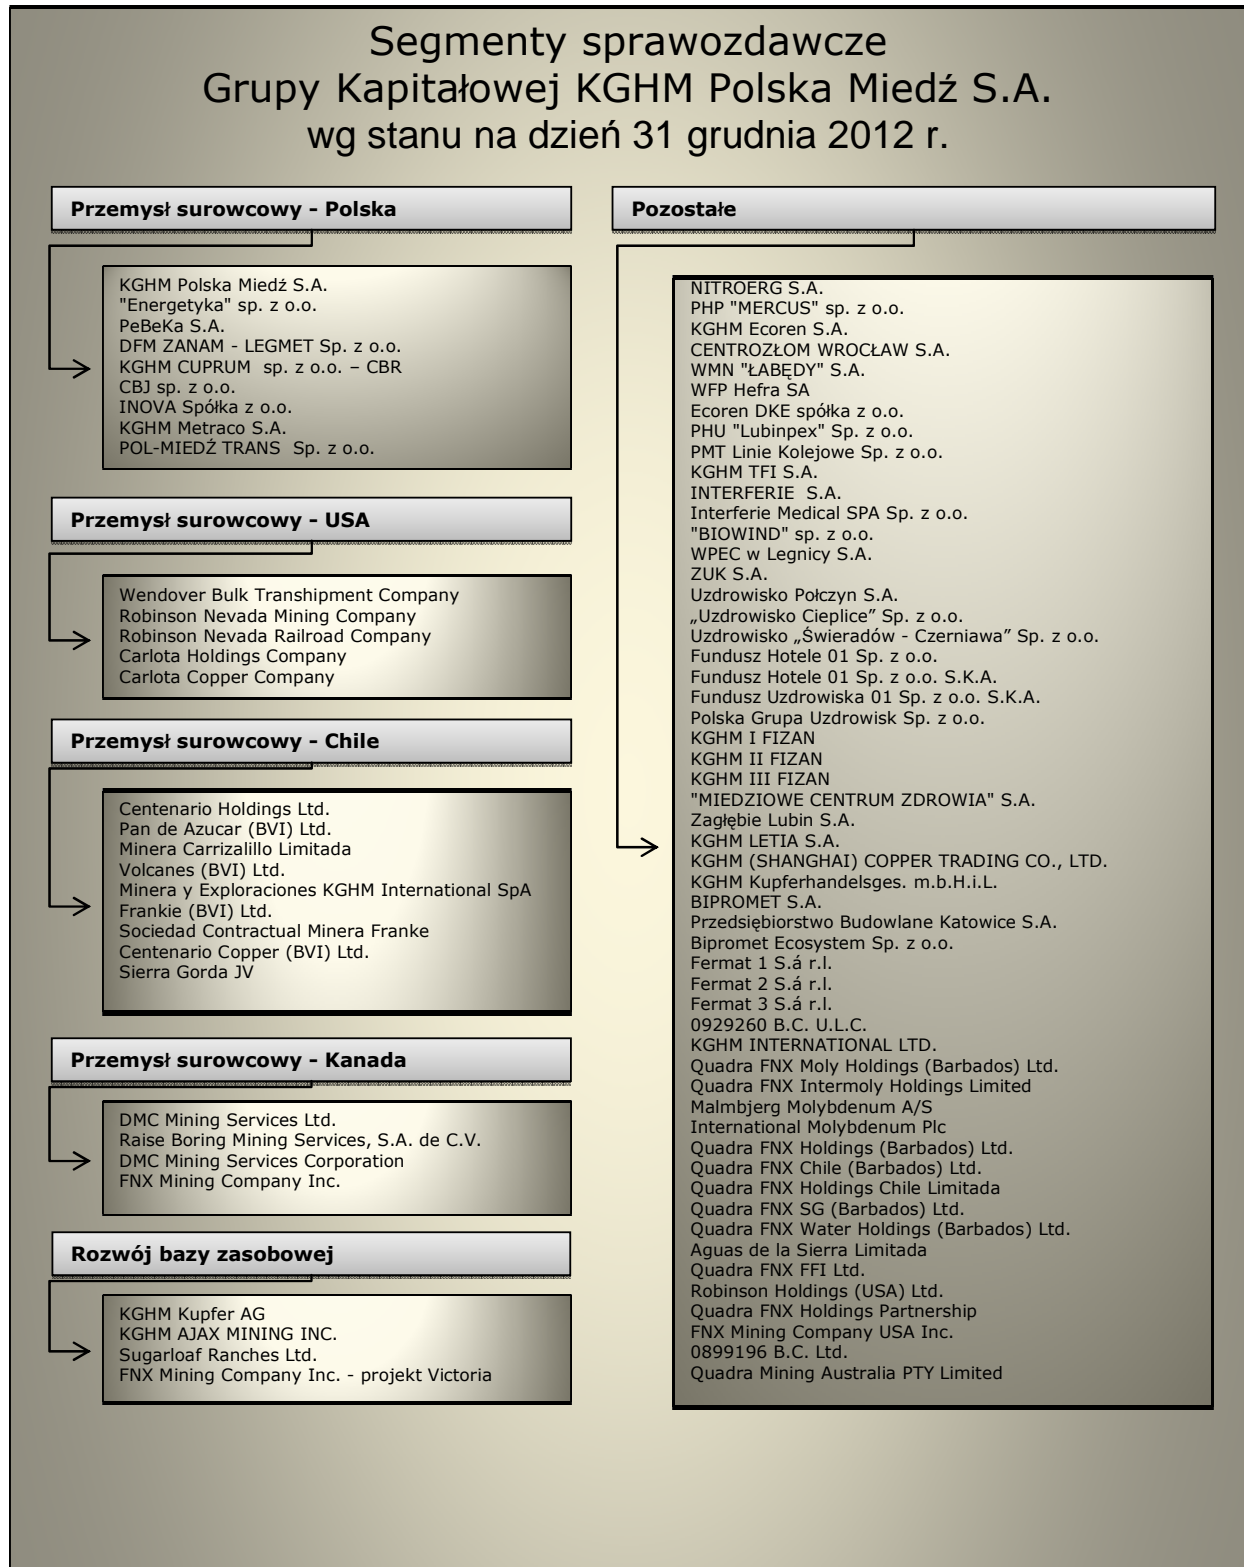 Segmenty sprawozdawcze
Grupy Kapitałowej KGHM Polska Miedź S.A.
wg stanu na dzień 31 grudnia 2012 r.
Przemysł surowcowy - Polska
KGHM Polska Miedź S.A.
"Energetyka" sp. z o.o.
PeBeKa S.A.
DFM ZANAM - LEGMET Sp. z o.o.
KGHM CUPRUM sp. z o.o. – CBR
CBJ sp. z o.o.
INOVA Spółka z o.o.
KGHM Metraco S.A.
POL-MIEDŹ TRANS Sp. z o.o.
Przemysł surowcowy - USA
Wendover Bulk Transhipment Company
Robinson Nevada Mining Company
Robinson Nevada Railroad Company
Carlota Holdings Company
Carlota Copper Company
Przemysł surowcowy - Chile
Centenario Holdings Ltd.
Pan de Azucar (BVI) Ltd.
Minera Carrizalillo Limitada
Volcanes (BVI) Ltd.
Minera y Exploraciones KGHM International SpA
Frankie (BVI) Ltd.
Sociedad Contractual Minera Franke
Centenario Copper (BVI) Ltd.
Sierra Gorda JV
Przemysł surowcowy - Kanada
DMC Mining Services Ltd.
Raise Boring Mining Services, S.A. de C.V.
DMC Mining Services Corporation
FNX Mining Company Inc.
Rozwój bazy zasobowej
KGHM Kupfer AG
KGHM AJAX MINING INC.
Sugarloaf Ranches Ltd.
FNX Mining Company Inc. - projekt Victoria
Pozostałe
NITROERG S.A.
PHP "MERCUS" sp. z o.o.
KGHM Ecoren S.A.
CENTROZŁOM WROCŁAW S.A.
WMN "ŁABĘDY" S.A.
WFP Hefra SA
Ecoren DKE spółka z o.o.
PHU "Lubinpex" Sp. z o.o.
PMT Linie Kolejowe Sp. z o.o.
KGHM TFI S.A.
INTERFERIE S.A.
Interferie Medical SPA Sp. z o.o.
"BIOWIND" sp. z o.o.
WPEC w Legnicy S.A.
ZUK S.A.
Uzdrowisko Połczyn S.A.
„Uzdrowisko Cieplice” Sp. z o.o.
Uzdrowisko „Świeradów - Czerniawa” Sp. z o.o.
Fundusz Hotele 01 Sp. z o.o.
Fundusz Hotele 01 Sp. z o.o. S.K.A.
Fundusz Uzdrowiska 01 Sp. z o.o. S.K.A.
Polska Grupa Uzdrowisk Sp. z o.o.
KGHM I FIZAN
KGHM II FIZAN
KGHM III FIZAN
"MIEDZIOWE CENTRUM ZDROWIA" S.A.
Zagłębie Lubin S.A.
KGHM LETIA S.A.
KGHM (SHANGHAI) COPPER TRADING CO., LTD.
KGHM Kupferhandelsges. m.b.H.i.L.
BIPROMET S.A.
Przedsiębiorstwo Budowlane Katowice S.A.
Bipromet Ecosystem Sp. z o.o.
Fermat 1 S.á r.l.
Fermat 2 S.á r.l.
Fermat 3 S.á r.l.
0929260 B.C. U.L.C.
KGHM INTERNATIONAL LTD.
Quadra FNX Moly Holdings (Barbados) Ltd.
Quadra FNX Intermoly Holdings Limited
Malmbjerg Molybdenum A/S
International Molybdenum Plc
Quadra FNX Holdings (Barbados) Ltd.
Quadra FNX Chile (Barbados) Ltd.
Quadra FNX Holdings Chile Limitada
Quadra FNX SG (Barbados) Ltd.
Quadra FNX Water Holdings (Barbados) Ltd.
Aguas de la Sierra Limitada
Quadra FNX FFI Ltd.
Robinson Holdings (USA) Ltd.
Quadra FNX Holdings Partnership
FNX Mining Company USA Inc.
0899196 B.C. Ltd.
Quadra Mining Australia PTY Limited